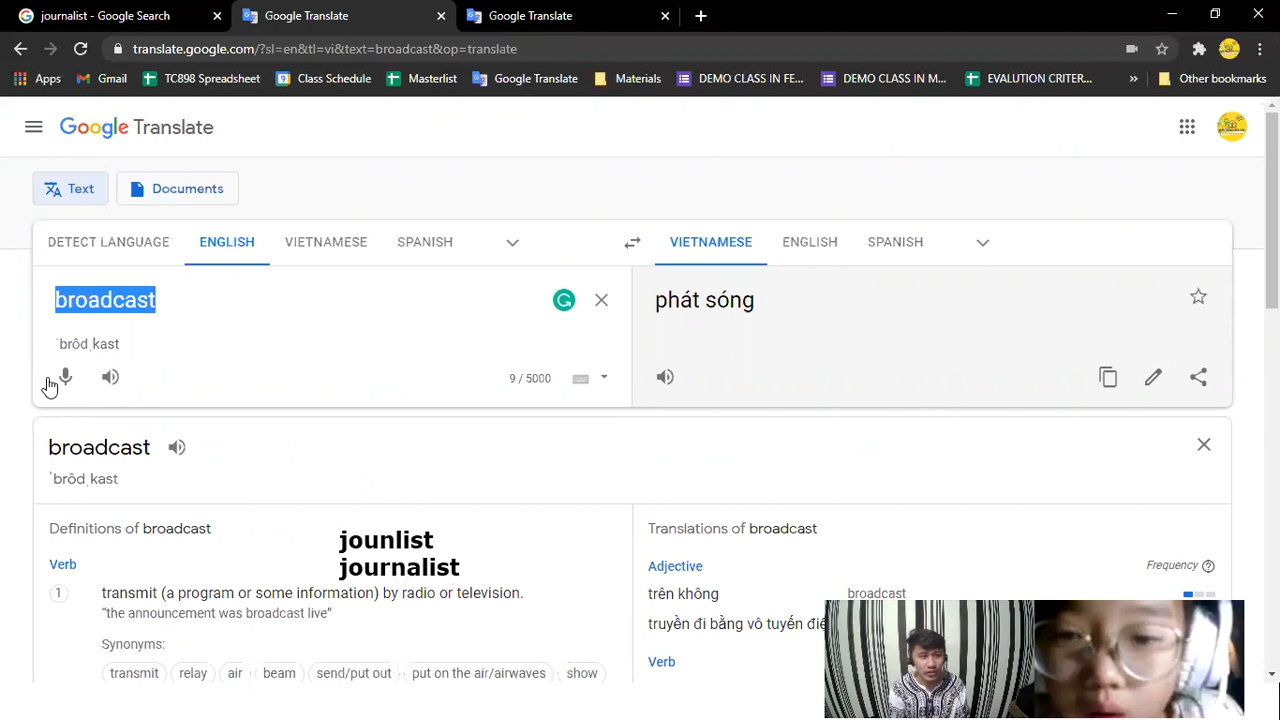 journalist - Google Search
Google Translate
Google Translate
translate.google.com/?sl=en&tl=vi&text=broadcast&op=translate
Apps
Gmail
TC898 Spreadsheet
Class Schedule
Masterlist
Google Translate
Materials
DEMO CLASS IN FE...
DEMO CLASS IN M...
EVALUTION CRITER...
»
Other bookmarks
Google Translate
Text
Documents
DETECT LANGUAGE
ENGLISH
VIETNAMESE
SPANISH
VIETNAMESE
ENGLISH
SPANISH
broadcast
ˈbrôdˌkast
9 / 5000
phát sóng
broadcast
ˈbrôdˌkast
Definitions of broadcast
jounlist
journalist
Verb
1
transmit (a program or some information) by radio or television.
“the announcement was broadcast live”
Synonyms:
transmit
relay
air
beam
send/put out
put on the air/airwaves
show
Translations of broadcast
Adjective
Frequency
trên không
broadcast
truyền đi bằng vô tuyến
Verb